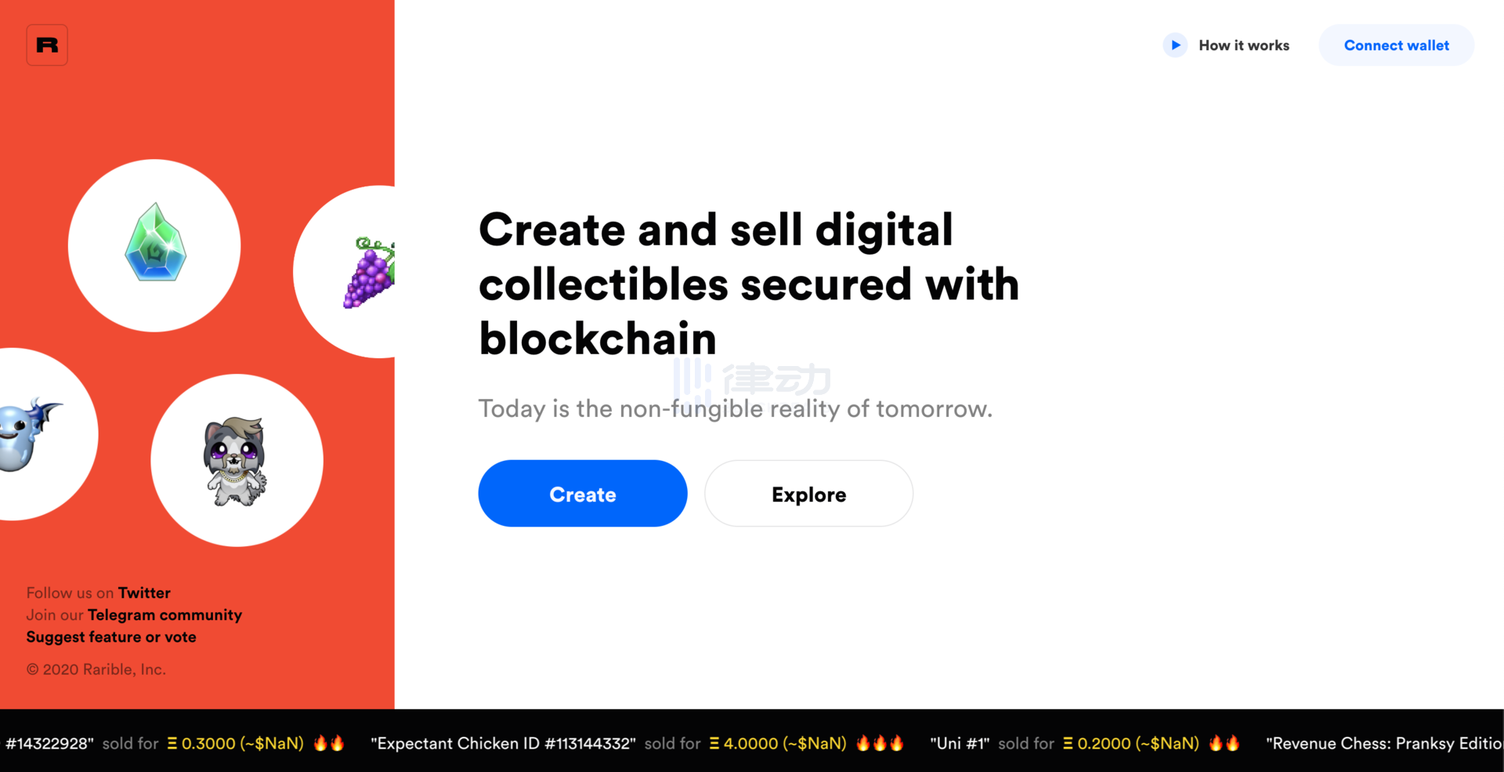 R
How it works
Connect wallet
Create and sell digital
collectibles secured with
blockchain
律动
Today is the non-fungible reality of tomorrow.
Create
Explore
Follow us on Twitter
Join our Telegram community
Suggest feature or vote
© 2020 Rarible, Inc.
#14322928" sold for Ξ 0.3000 (~$NaN) 🔥🔥 "Expectant Chicken ID #113144332" sold for Ξ 4.0000 (~$NaN) 🔥🔥🔥 "Uni #1" sold for Ξ 0.2000 (~$NaN) 🔥🔥 "Revenue Chess: Pranksy Editio